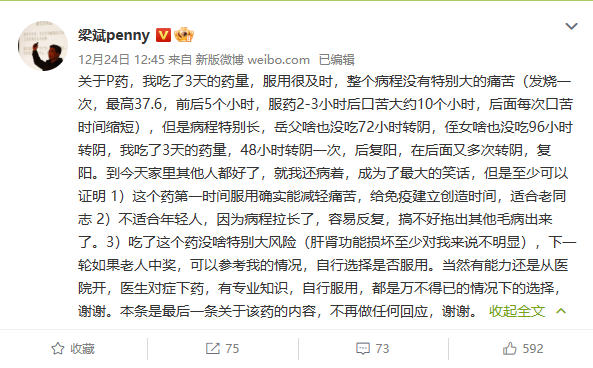 梁斌penny
12月24日 12:45 来自 新版微博 weibo.com 已编辑
关于P药，我吃了3天的药量，服用很及时，整个病程没有特别大的痛苦（发烧一
次，最高37.6，前后5个小时，服药2-3小时后口苦大约10个小时，后面每次口苦
时间缩短），但是病程特别长，岳父啥也没吃72小时转阴，侄女啥也没吃96小时
转阴，我吃了3天的药量，48小时转阴一次，后复阳，在后面又多次转阴，复
阳。到今天家里其他人都好了，就我还病着，成为了最大的笑话，但是至少可以
证明 1）这个药第一时间服用确实能减轻痛苦，给免疫建立创造时间，适合老同
志 2）不适合年轻人，因为病程拉长了，容易反复，搞不好拖出其他毛病出来
了。3）吃了这个药没啥特别大风险（肝肾功能损坏至少对我来说不明显），下一
轮如果老人中奖，可以参考我的情况，自行选择是否服用。当然有能力还是从医
院开，医生对症下药，有专业知识，自行服用，都是万不得已的情况下的选择，
谢谢。本条是最后一条关于该药的内容，不再做任何回应，谢谢。 收起全文
收藏 75 73 592